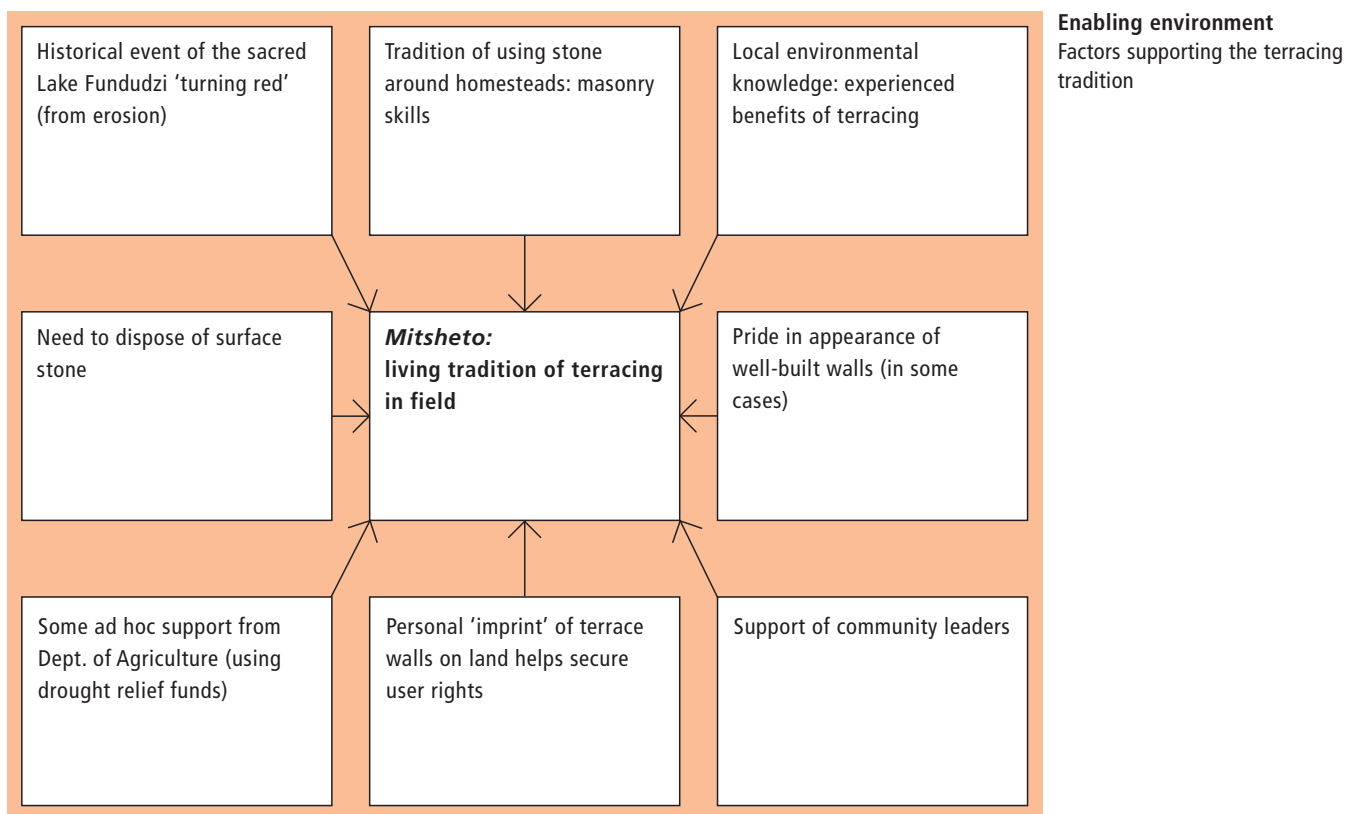 Historical event of the sacred
Lake Fundudzi ‘turning red’
(from erosion)
Tradition of using stone
around homesteads: masonry
skills
Local environmental
knowledge: experienced
benefits of terracing
Enabling environment
Factors supporting the terracing
tradition
Need to dispose of surface
stone
Mitsheto:
living tradition of terracing
in field
Pride in appearance of
well-built walls (in some
cases)
Some ad hoc support from
Dept. of Agriculture (using
drought relief funds)
Personal ‘imprint’ of terrace
walls on land helps secure
user rights
Support of community leaders